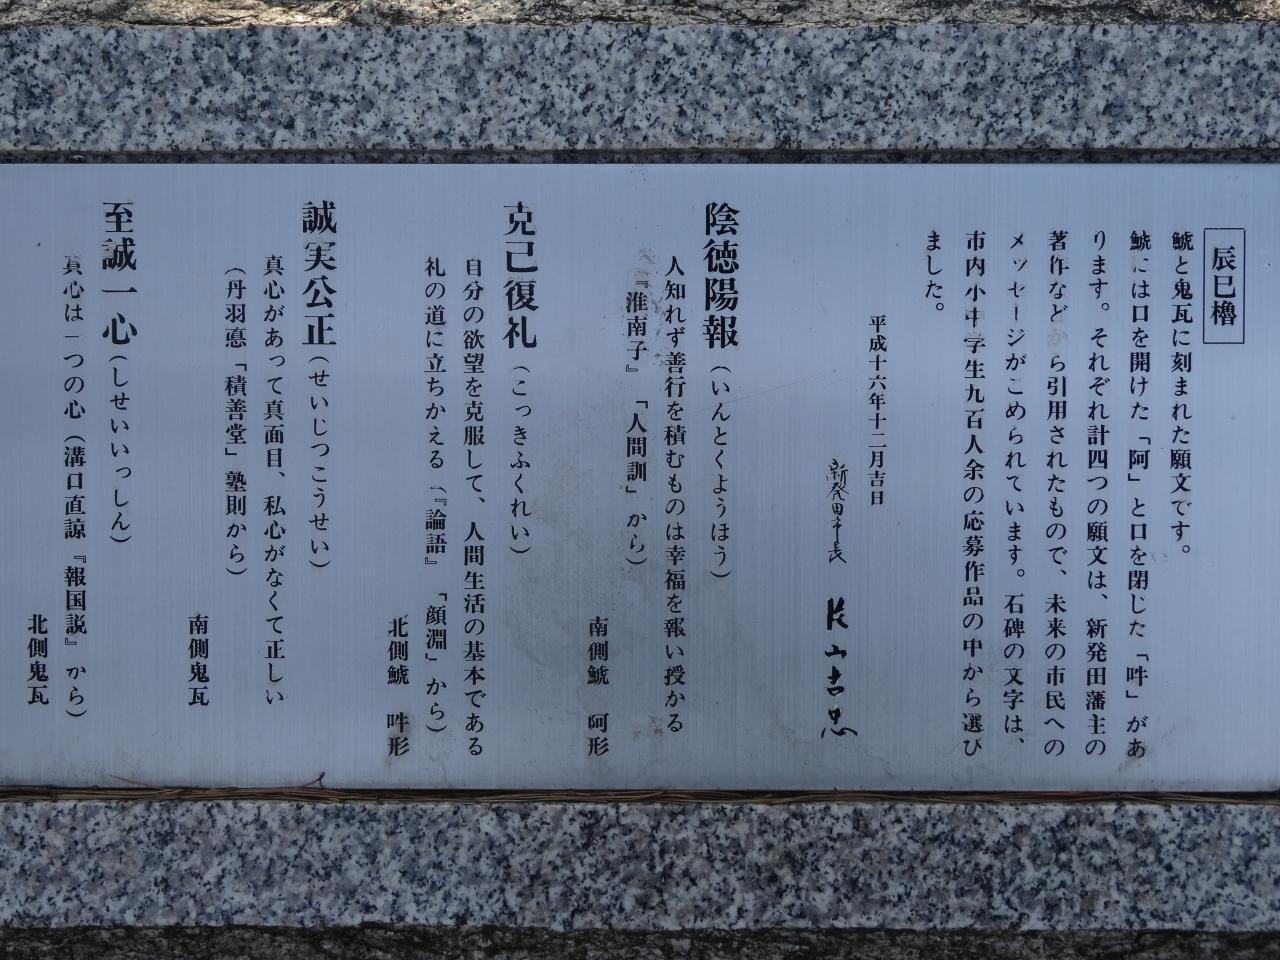 辰巳櫓
鯱と鬼瓦に刻まれた願文です。
鯱には口を開けた「阿」と口を閉じた「吽」があ
ります。それぞれ計四つの願文は、新発田藩主の
著作などから引用されたもので、未来の市民への
メッセージがこめられています。石碑の文字は、
市内小中学生九百人余の応募作品の中から選び
ました。
平成十六年十二月吉日
新発田市長 片山吉忠
陰徳陽報(いんとくようほう)
人知れず善行を積むものは幸福を報い授かる
『淮南子』「人間訓」から)
南側鯱 阿形
克己復礼(こっきふくれい)
自分の欲望を克服して、人間生活の基本である
礼の道に立ちかえる(『論語』「顔淵」から)
北側鯱 吽形
誠実公正(せいじつこうせい)
真心があって真面目、私心がなくて正しい
(丹羽悳「積善堂」塾則から)
南側鬼瓦
至誠一心(しせいいっしん)
真心は一つの心(溝口直諒『報国説』から)
北側鬼瓦